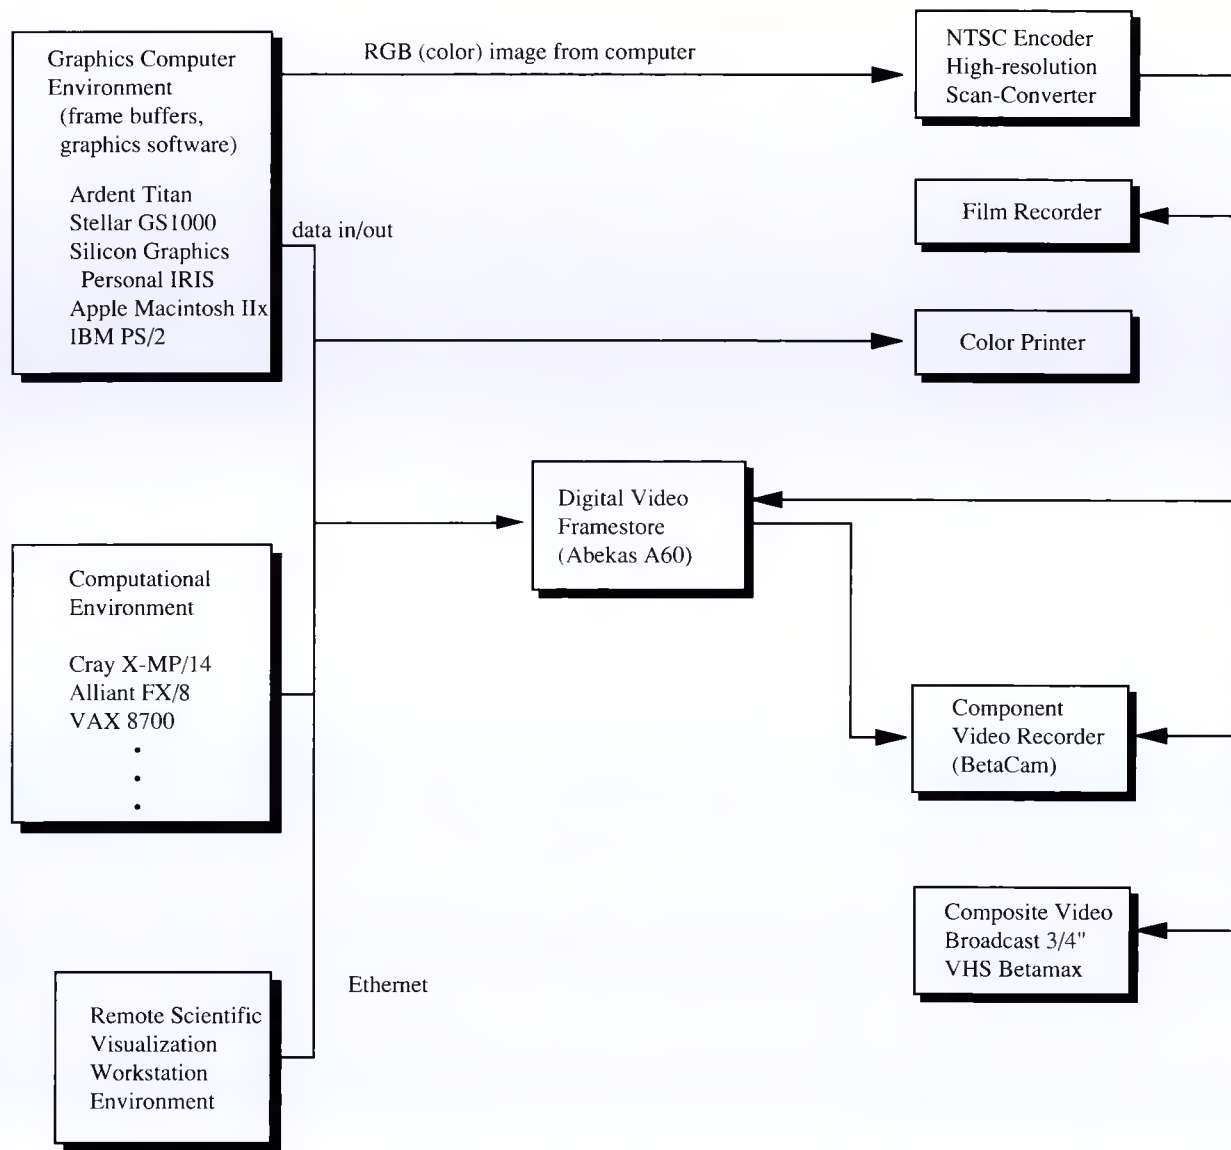 Graphics Computer
Environment
(frame buffers,
graphics software)
Ardent Titan
Stellar GS1000
Silicon Graphics
Personal IRIS
Apple Macintosh IIx
IBM PS/2
RGB (color) image from computer
NTSC Encoder
High-resolution
Scan-Converter
data in/out
Film Recorder
Color Printer
Digital Video
Framestore
(Abekas A60)
Computational
Environment
Cray X-MP/14
Alliant FX/8
VAX 8700
Component
Video Recorder
(BetaCam)
Composite Video
Broadcast 3/4"
VHS Betamax
Ethernet
Remote Scientific
Visualization
Workstation
Environment